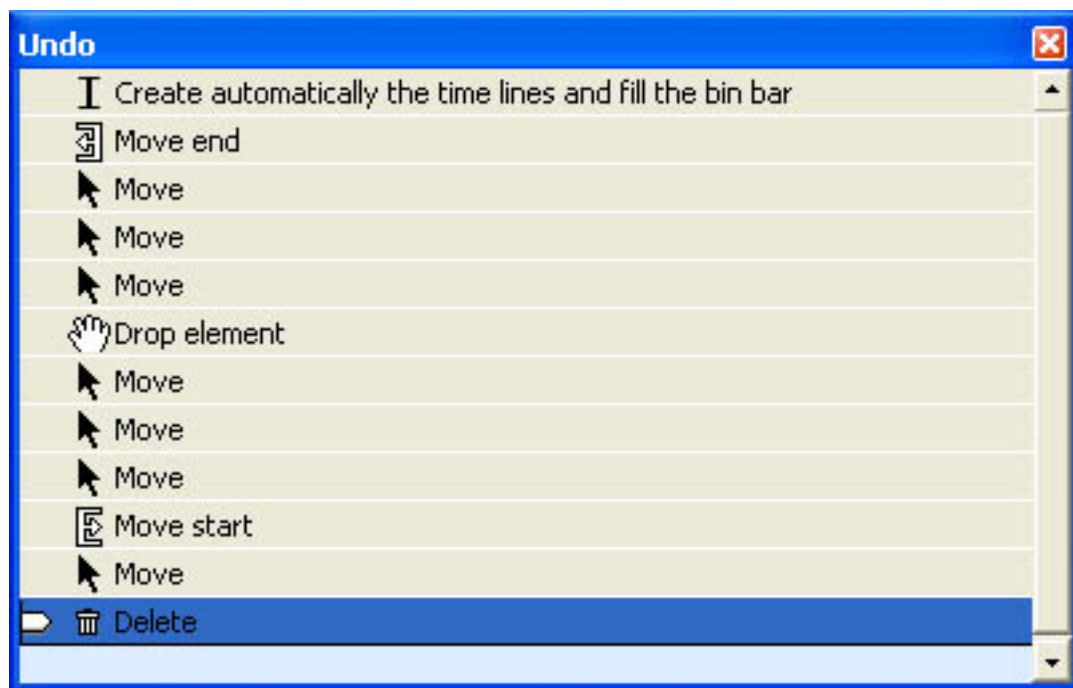 Undo
Create automatically the time lines and fill the bin bar
Move end
Move
Move
Move
Drop element
Move
Move
Move
Move start
Move
Delete